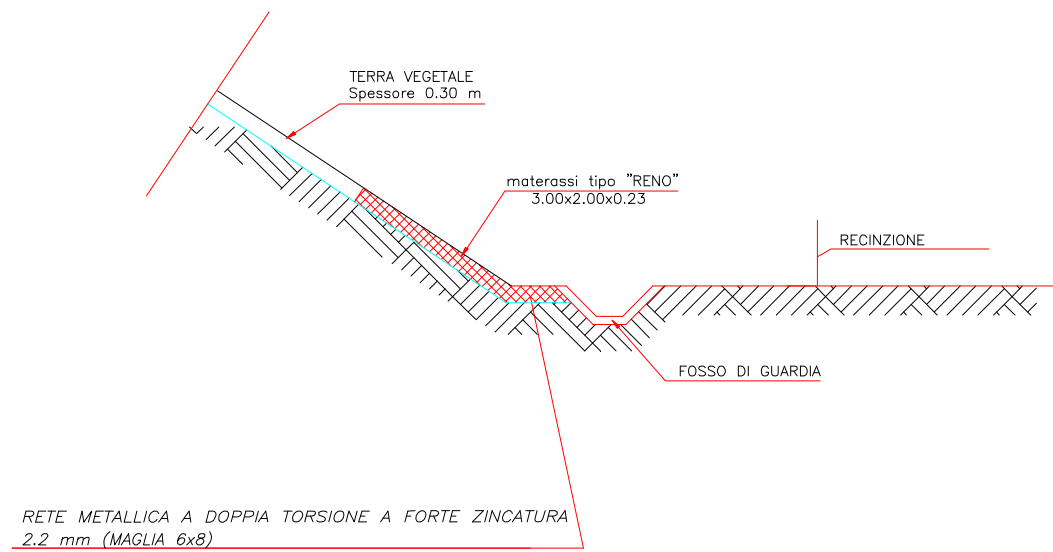 TERRA VEGETALE
Spessore 0.30 m
materassi tipo "RENO"
3.00x2.00x0.23
RECINZIONE
FOSSO DI GUARDIA
RETE METALLICA A DOPPIA TORSIONE A FORTE ZINCATURA
2.2 mm (MAGLIA 6x8)